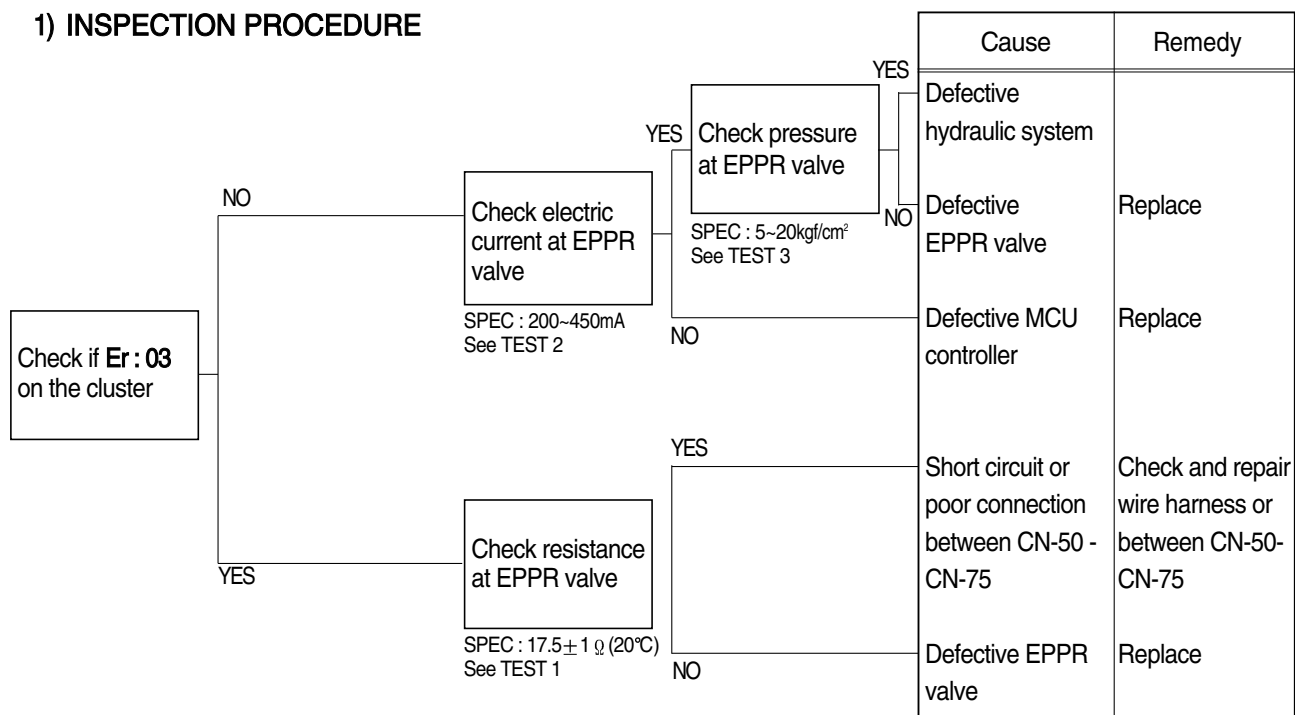 1) INSPECTION PROCEDURE
Cause
Remedy
Check if Er : 03
on the cluster
NO
YES
Check electric
current at EPPR
valve
SPEC : 200~450mA
See TEST 2
YES
NO
Check pressure
at EPPR valve
SPEC : 5~20kgf/cm²
See TEST 3
YES
NO
Defective
hydraulic system
Defective
EPPR valve
Replace
Defective MCU
controller
Replace
Check resistance
at EPPR valve
SPEC : 17.5±1 Ω (20°C)
See TEST 1
YES
NO
Short circuit or
poor connection
between CN-50 -
CN-75
Check and repair
wire harness or
between CN-50-
CN-75
Defective EPPR
valve
Replace